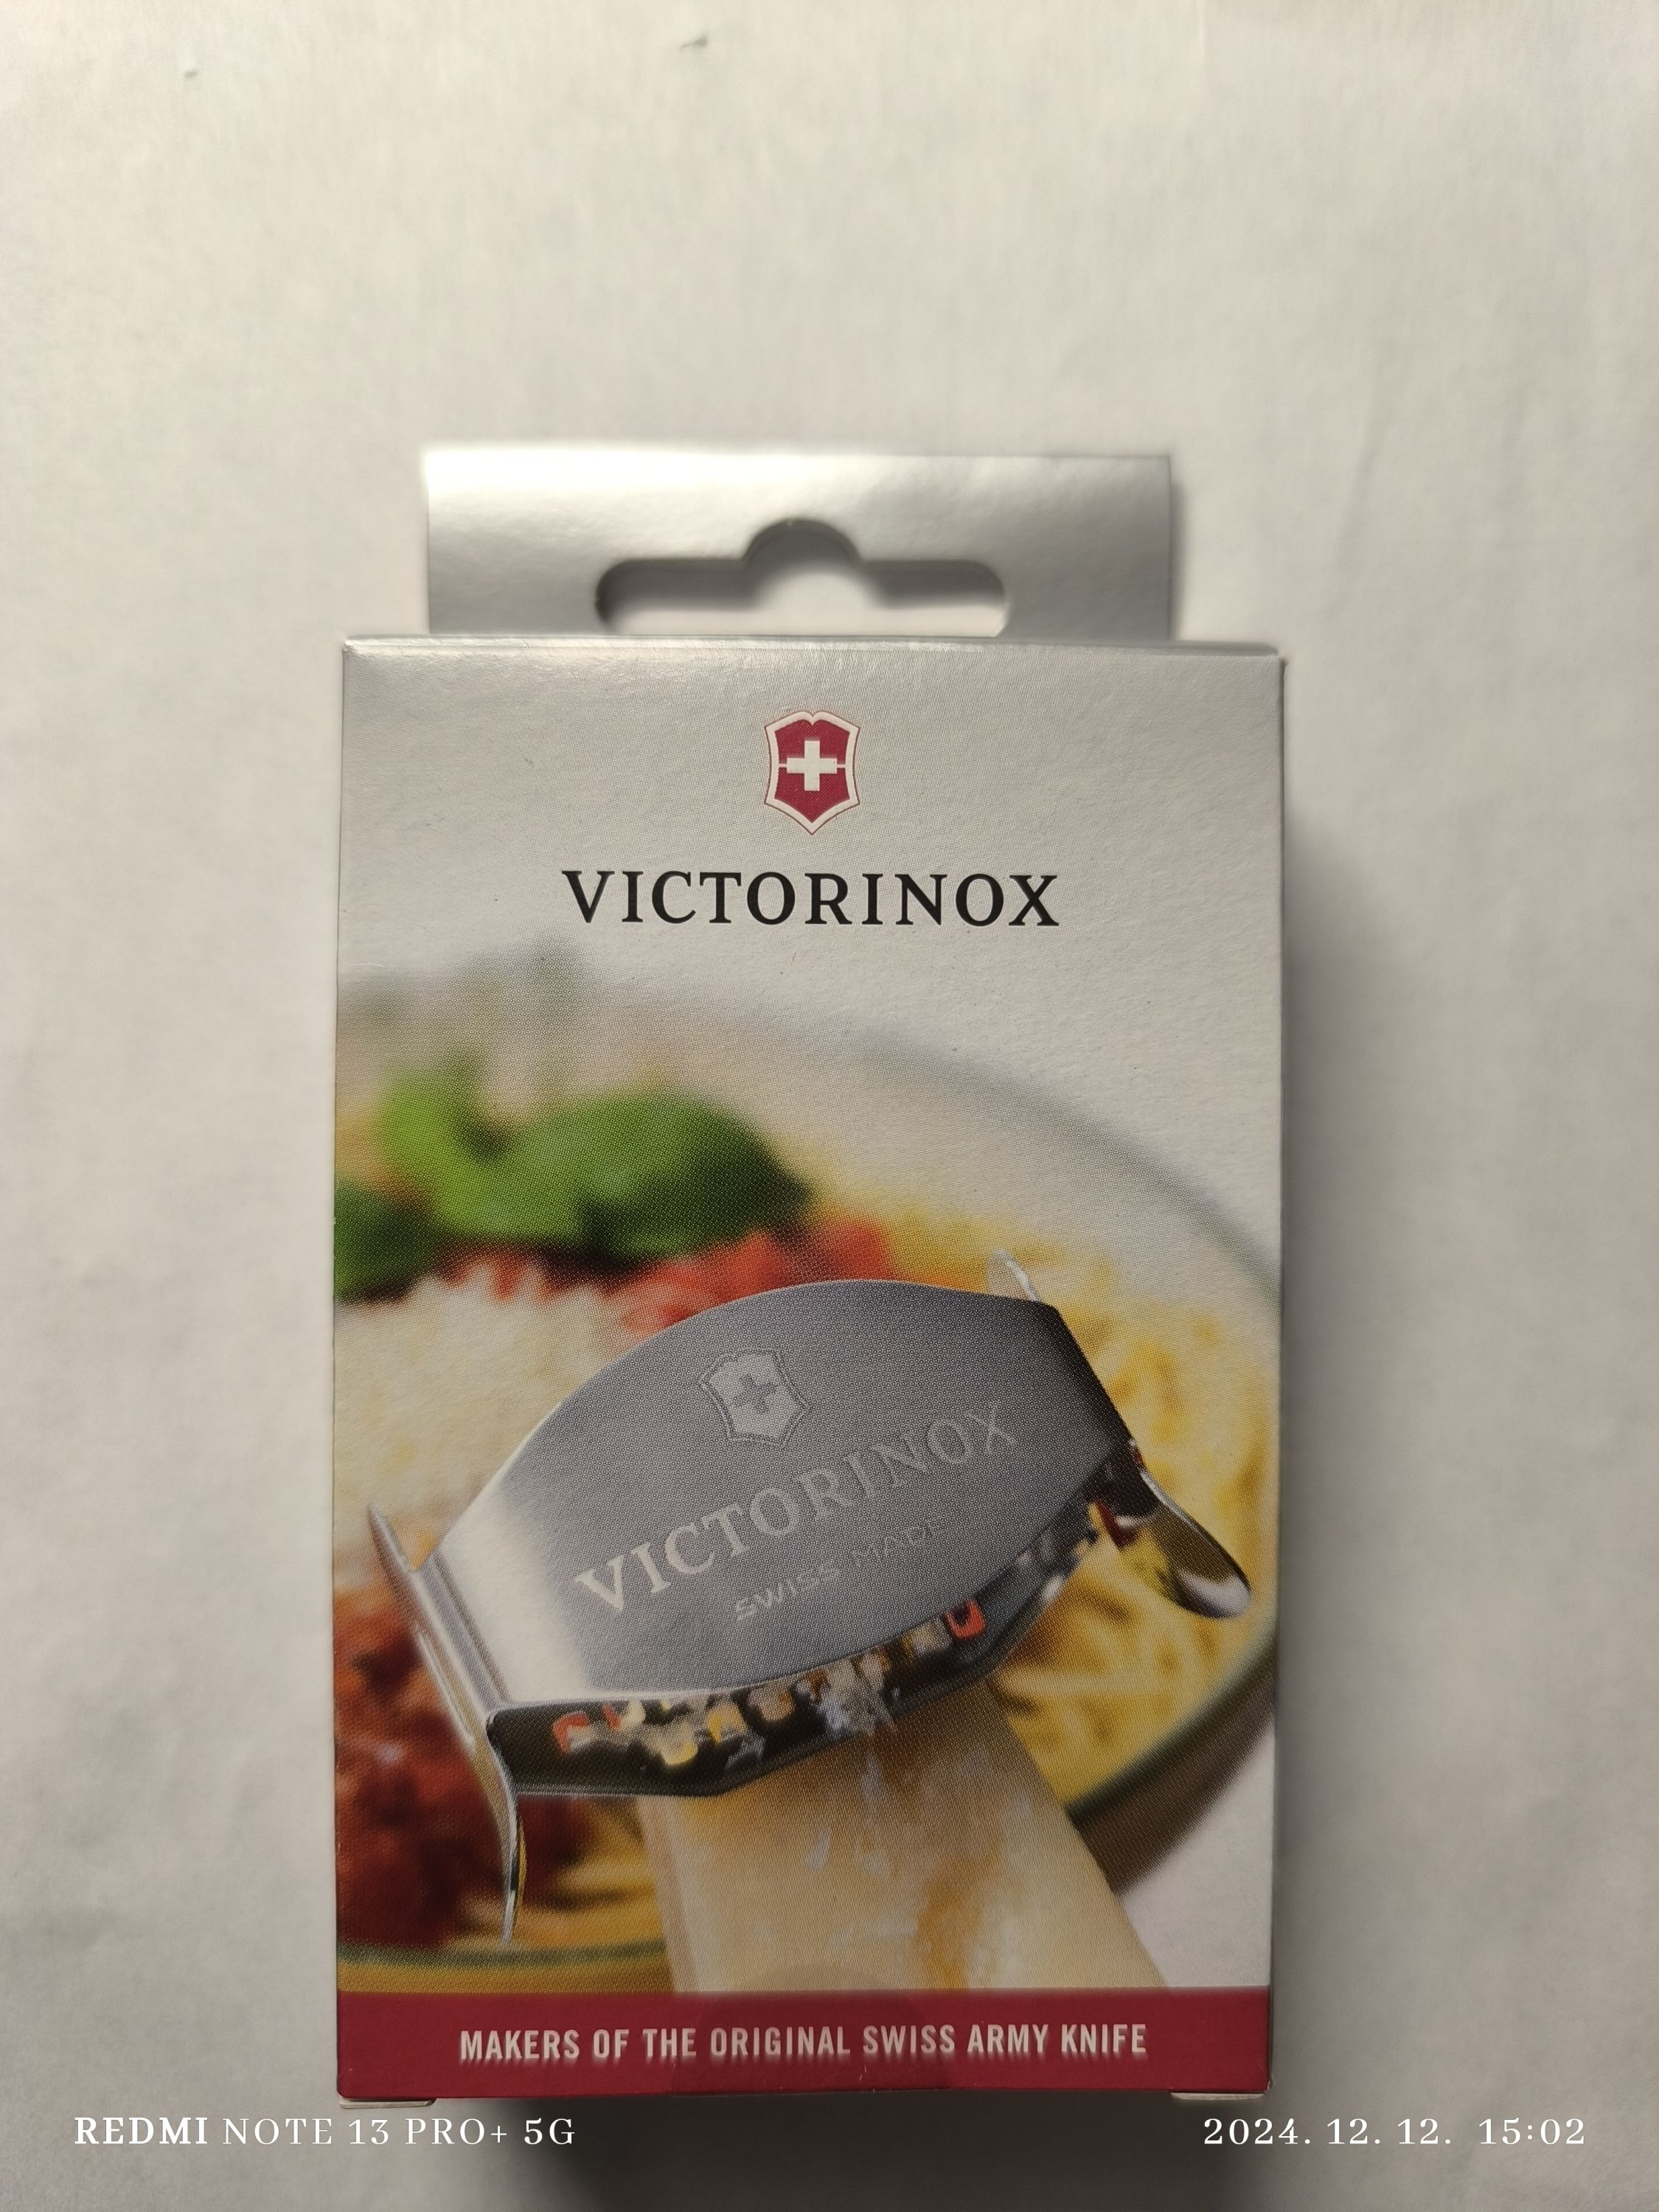 VICTORINOX
VICTORINOX
SWISS MADE
MAKERS OF THE ORIGINAL SWISS ARMY KNIFE
REDMI NOTE 13 PRO+ 5G
2024. 12. 12. 15:02